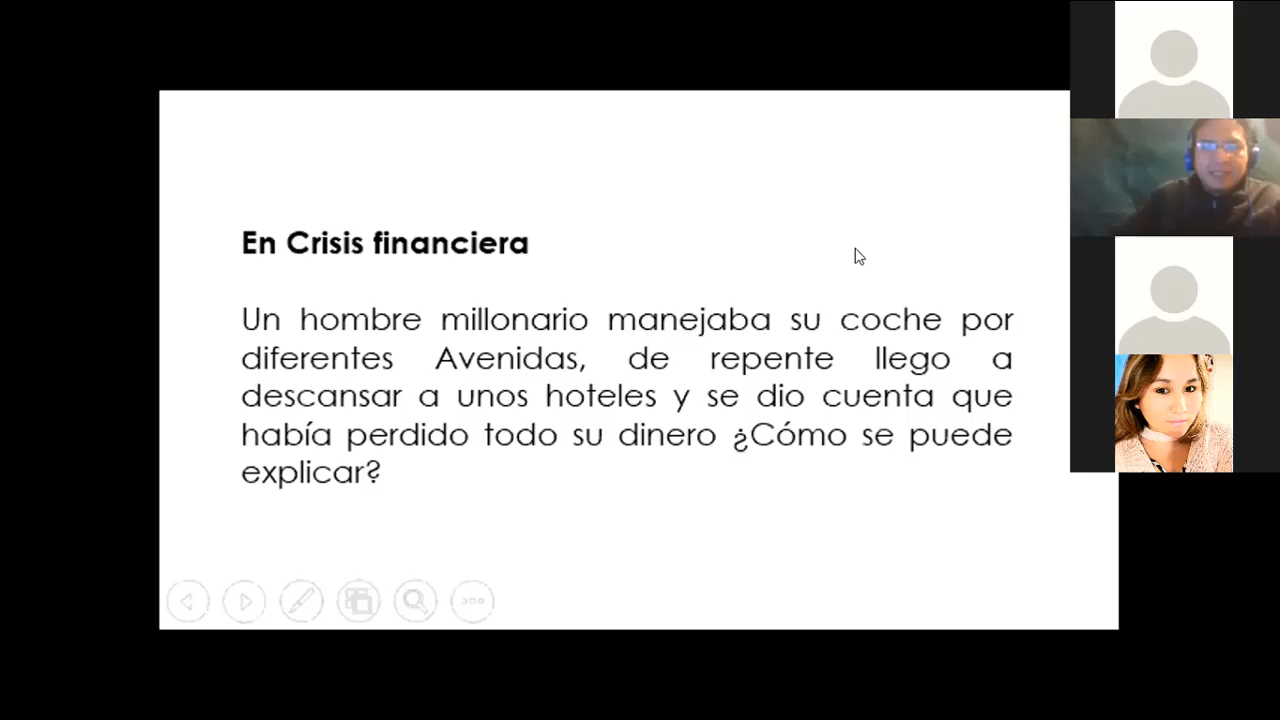 En Crisis financiera
Un hombre millonario manejaba su coche por
diferentes Avenidas, de repente llego a
descansar a unos hoteles y se dio cuenta que
había perdido todo su dinero ¿Cómo se puede
explicar?